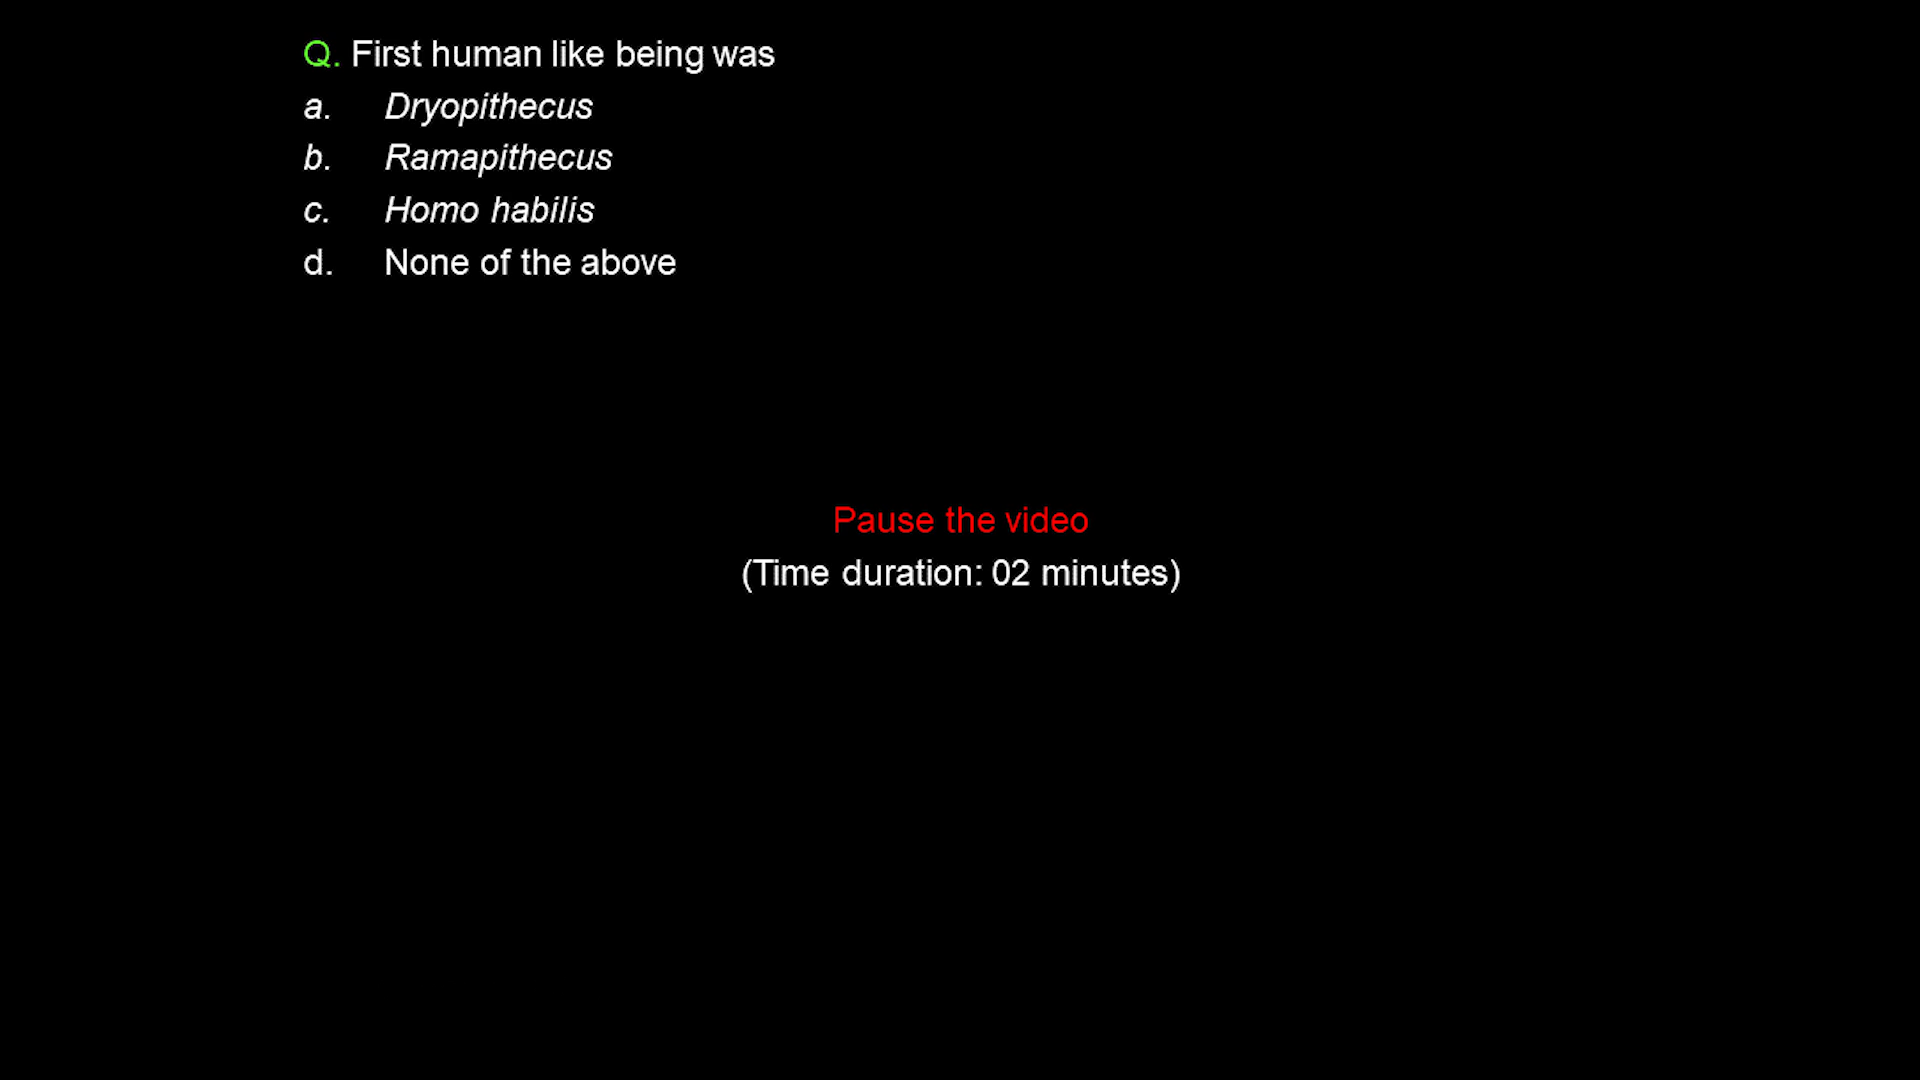 Q. First human like being was
a. Dryopithecus
b. Ramapithecus
c. Homo habilis
d. None of the above
Pause the video
(Time duration: 02 minutes)